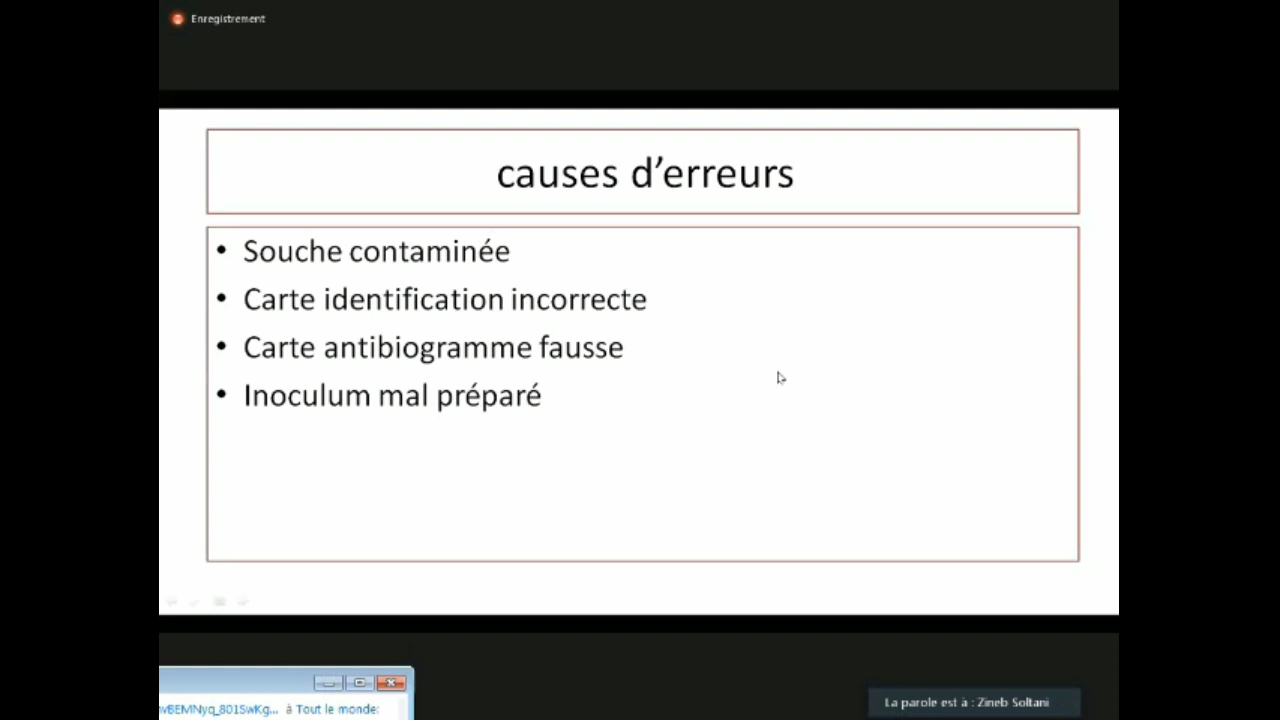 Enregistrement
causes d’erreurs
• Souche contaminée
• Carte identification incorrecte
• Carte antibiogramme fausse
• Inoculum mal préparé
à Tout le monde:
La parole est à : Zineb Soltani